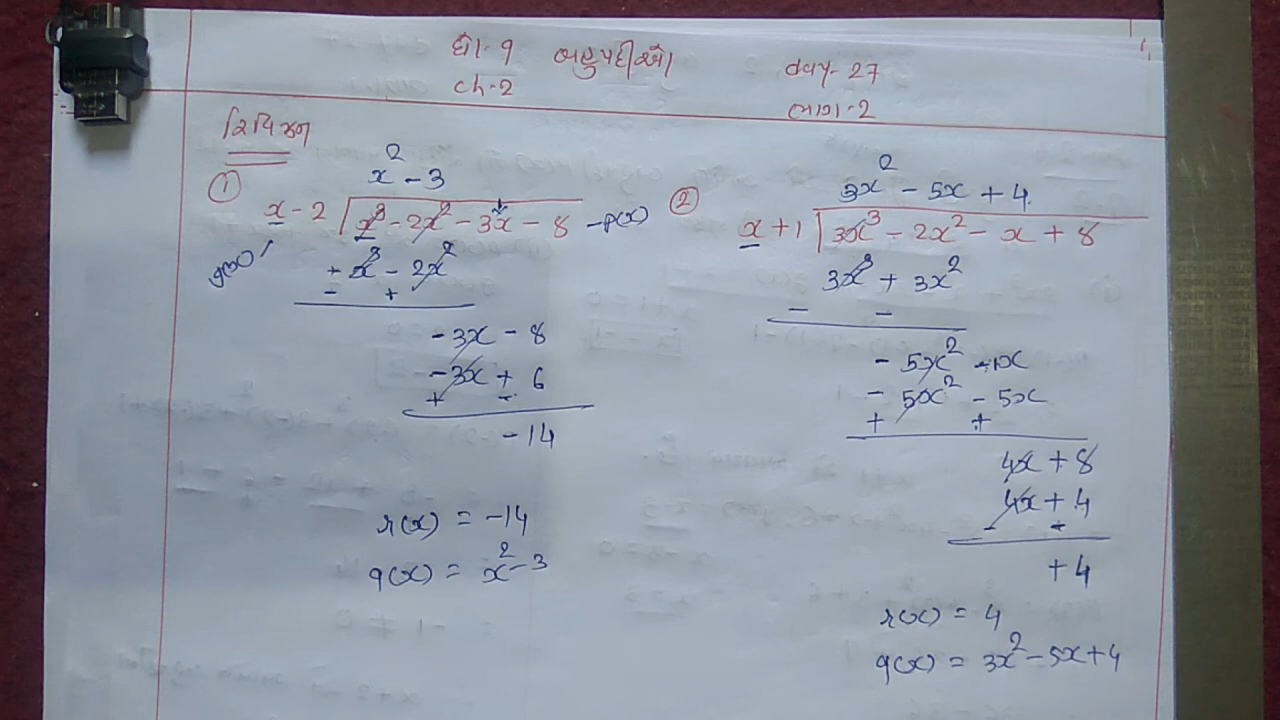 ધો-9 બહુપદીઓ day-27
ch-2 ભાગ-2
રિવિઝન
① x² - 3
x - 2 | x³ - 2x² - 3x - 8 - p(x)
g(x)
+ x³ - 2x²
- +
- 3x - 8
- 3x + 6
+ -
- 14
r(x) = -14
q(x) = x² - 3
② 3x² - 5x + 4
x + 1 | 3x³ - 2x² - x + 8
3x³ + 3x²
- -
- 5x² - 1x
- 5x² - 5x
+ +
4x + 8
4x + 4
- -
+ 4
r(x) = 4
q(x) = 3x² - 5x + 4